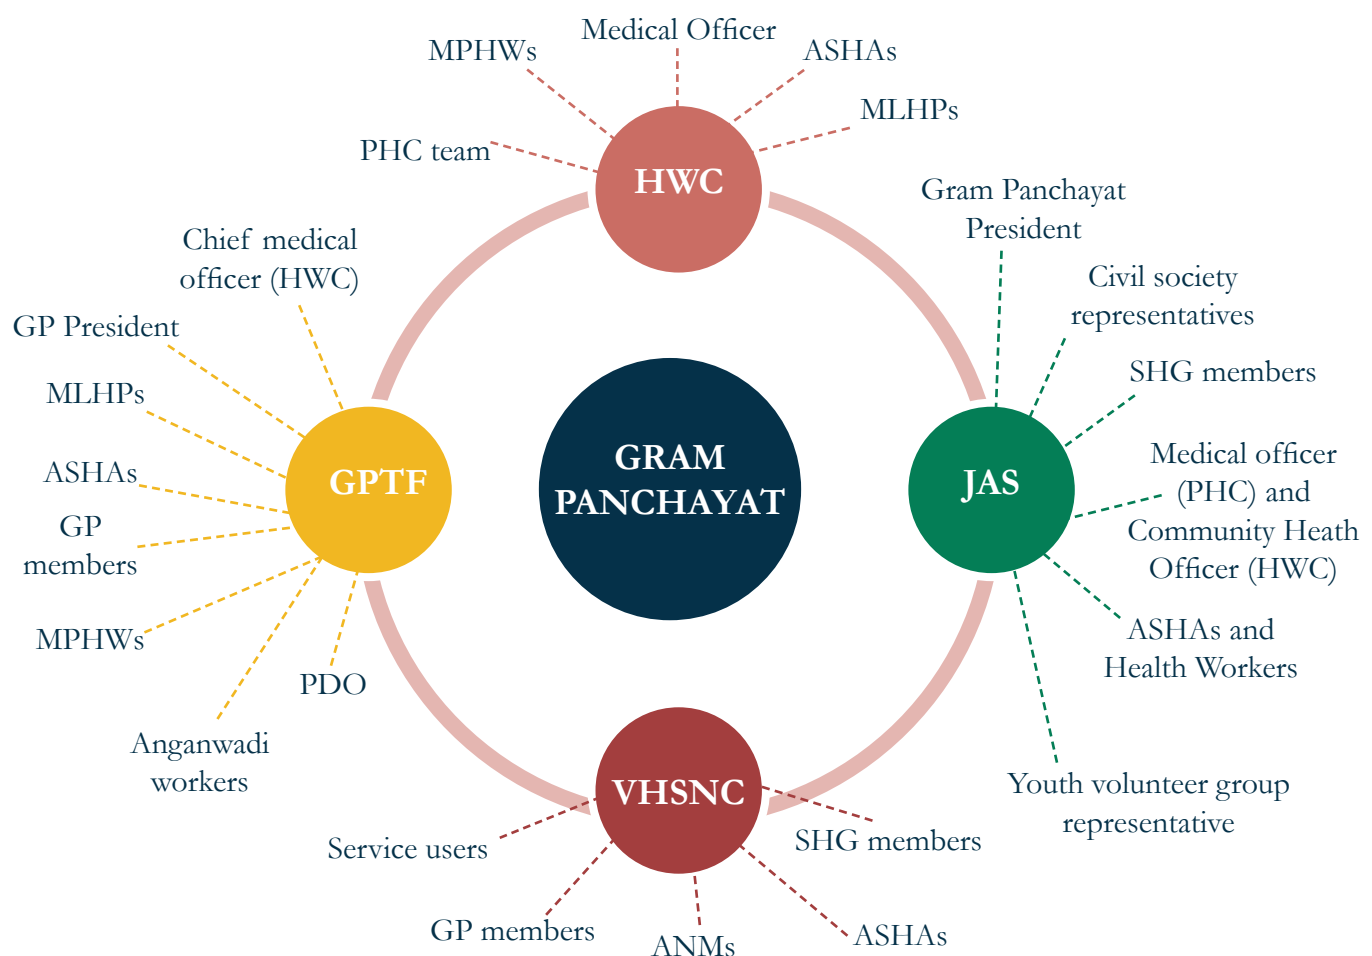 Medical Officer
MPHWs
ASHAs
MLHPs
PHC team
HWC
Gram Panchayat
President
Civil society
representatives
SHG members
Medical officer
(PHC) and
Community Heath
Officer (HWC)
ASHAs and
Health Workers
Youth volunteer group
representative
JAS
Chief medical
officer (HWC)
GP President
MLHPs
ASHAs
GP
members
MPHWs
Anganwadi
workers
PDO
GPTF
GRAM
PANCHAYAT
VHSNC
Service users
GP members
ANMs
ASHAs
SHG members